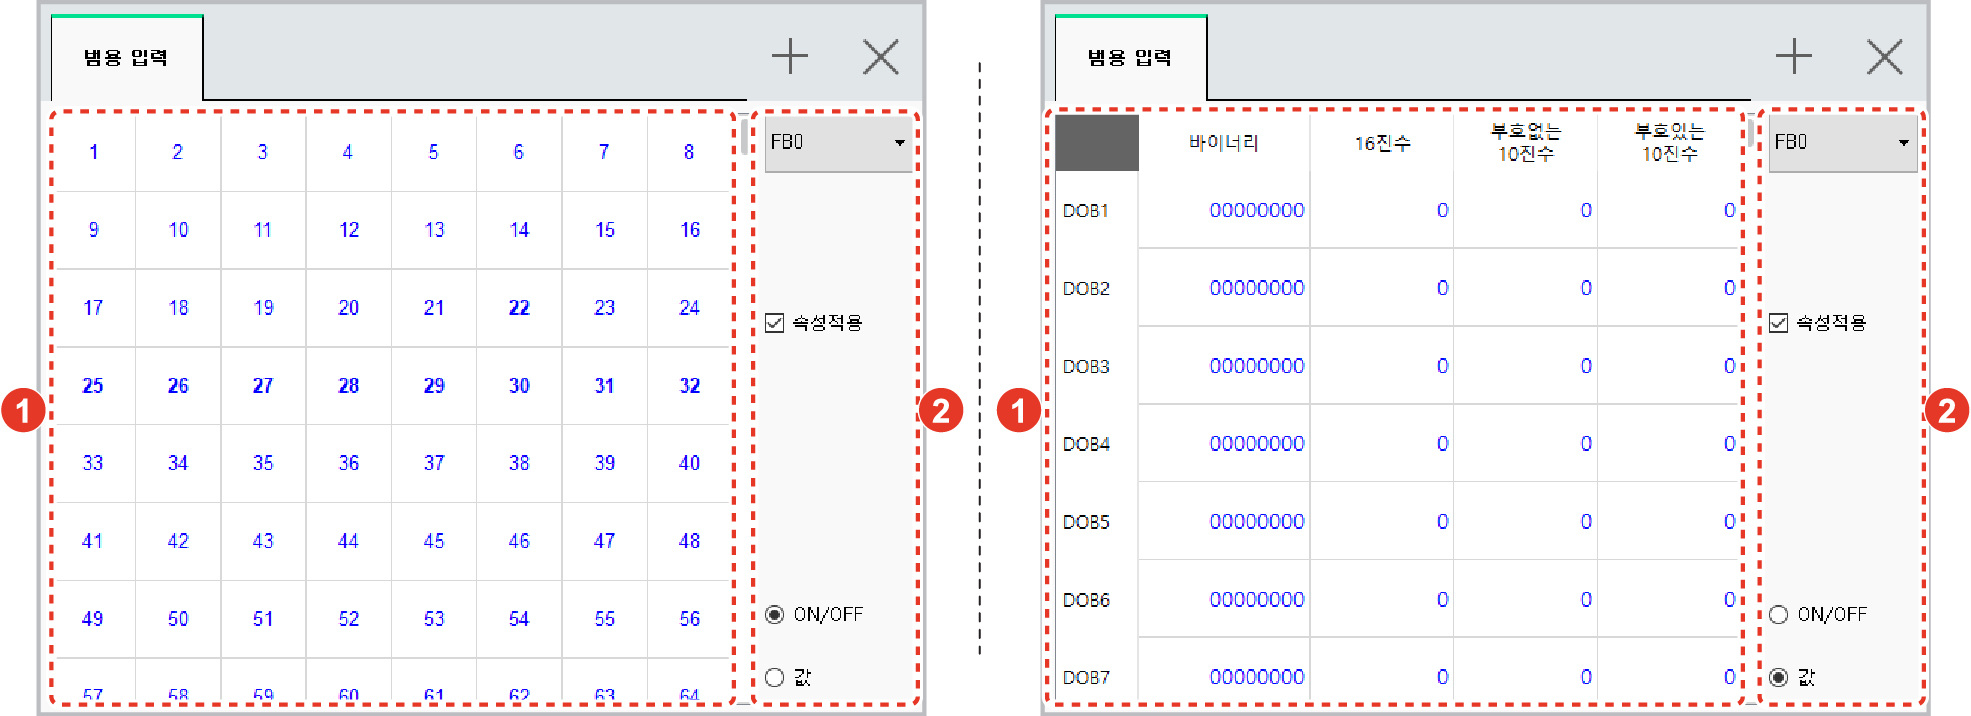 범용 입력
1 2 3 4 5 6 7 8
9 10 11 12 13 14 15 16
17 18 19 20 21 22 23 24
25 26 27 28 29 30 31 32
33 34 35 36 37 38 39 40
41 42 43 44 45 46 47 48
49 50 51 52 53 54 55 56
57 58 59 60 61 62 63 64
FB0
속성적용
ON/OFF
값
1
2
범용 입력
바이너리 16진수 부호없는 10진수 부호있는 10진수
DOB1 00000000 0 0 0
DOB2 00000000 0 0 0
DOB3 00000000 0 0 0
DOB4 00000000 0 0 0
DOB5 00000000 0 0 0
DOB6 00000000 0 0 0
DOB7 00000000 0 0 0
FB0
속성적용
ON/OFF
값
1
2